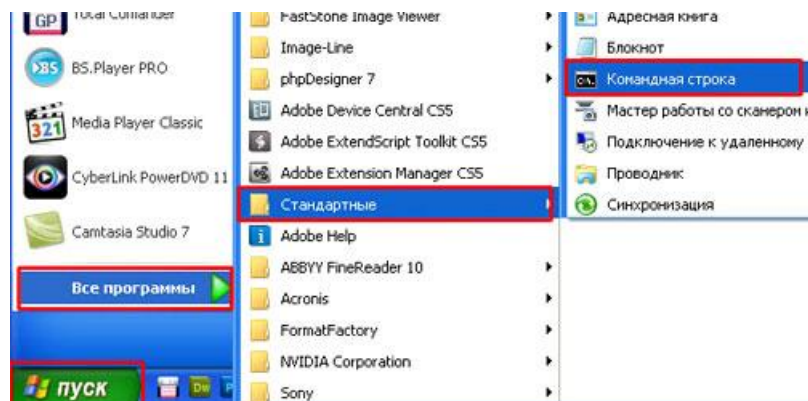 GP Total Commander
BS.Player PRO
321 Media Player Classic
CyberLink PowerDVD 11
Camtasia Studio 7
Все программы
пуск
Dw
FastStone Image Viewer
Image-Line
phpDesigner 7
Adobe Device Central CS5
Adobe ExtendScript Toolkit CS5
Adobe Extension Manager CS5
Стандартные
Adobe Help
ABBYY FineReader 10
Acronis
FormatFactory
NVIDIA Corporation
Sony
Адресная книга
Блокнот
Командная строка
Мастер работы со сканером
Подключение к удаленному
Проводник
Синхронизация